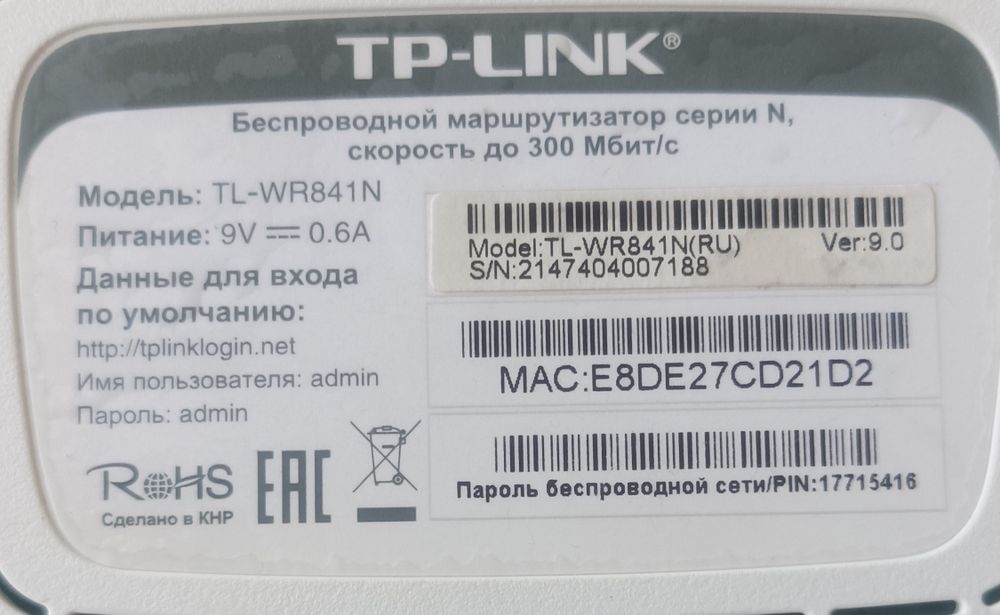 TP-LINK®
Беспроводной маршрутизатор серии N,
скорость до 300 Мбит/с
Модель: TL-WR841N
Питание: 9V ⎓ 0.6A
Данные для входа
по умолчанию:
http://tplinklogin.net
Имя пользователя: admin
Пароль: admin
RoHS
Сделано в КНР
EAC
Model:TL-WR841N(RU) Ver:9.0
S/N:2147404007188
MAC:E8DE27CD21D2
Пароль беспроводной сети/PIN:17715416